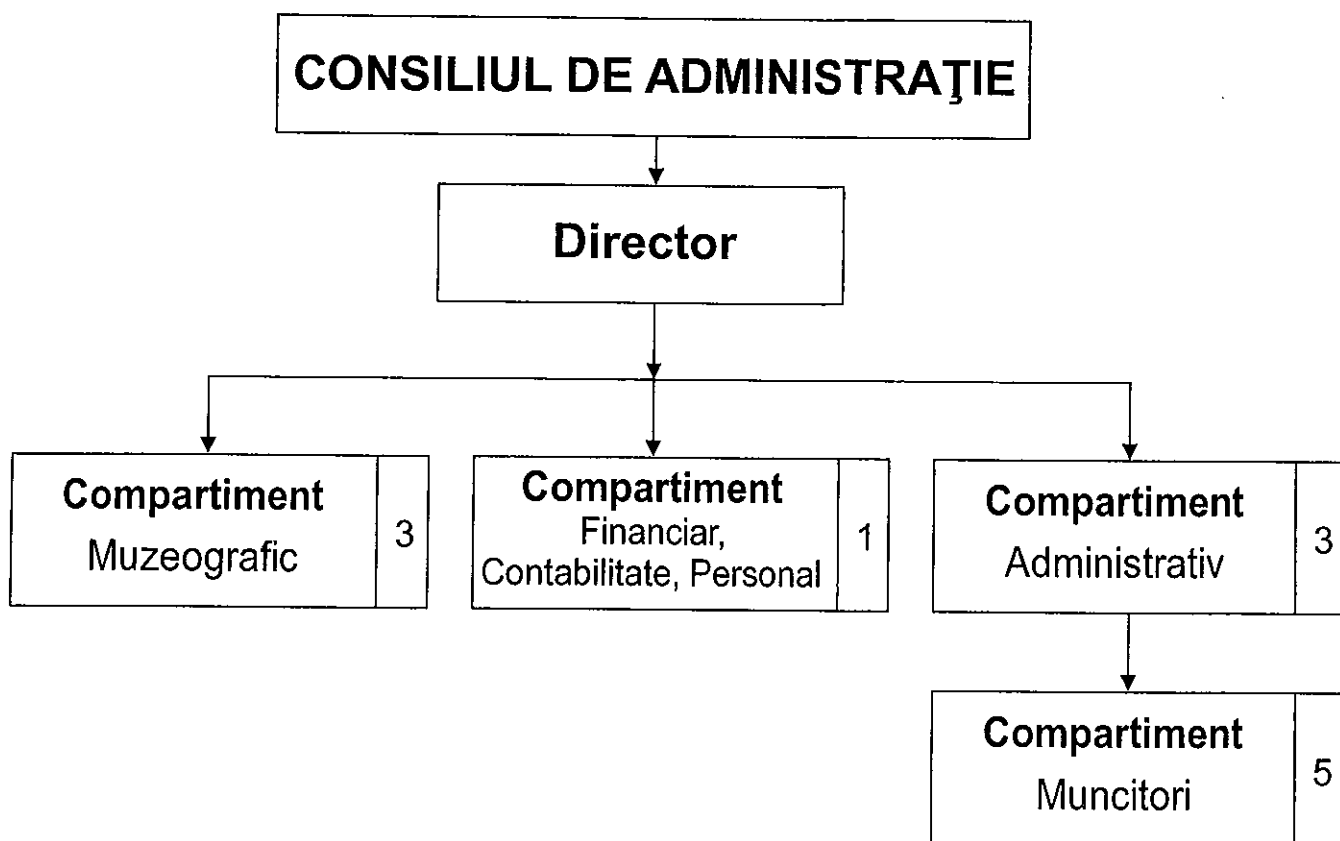 CONSILIUL DE ADMINISTRAŢIE
Director
Compartiment
Muzeografic
3
Compartiment
Financiar,
Contabilitate, Personal
1
Compartiment
Administrativ
3
Compartiment
Muncitori
5